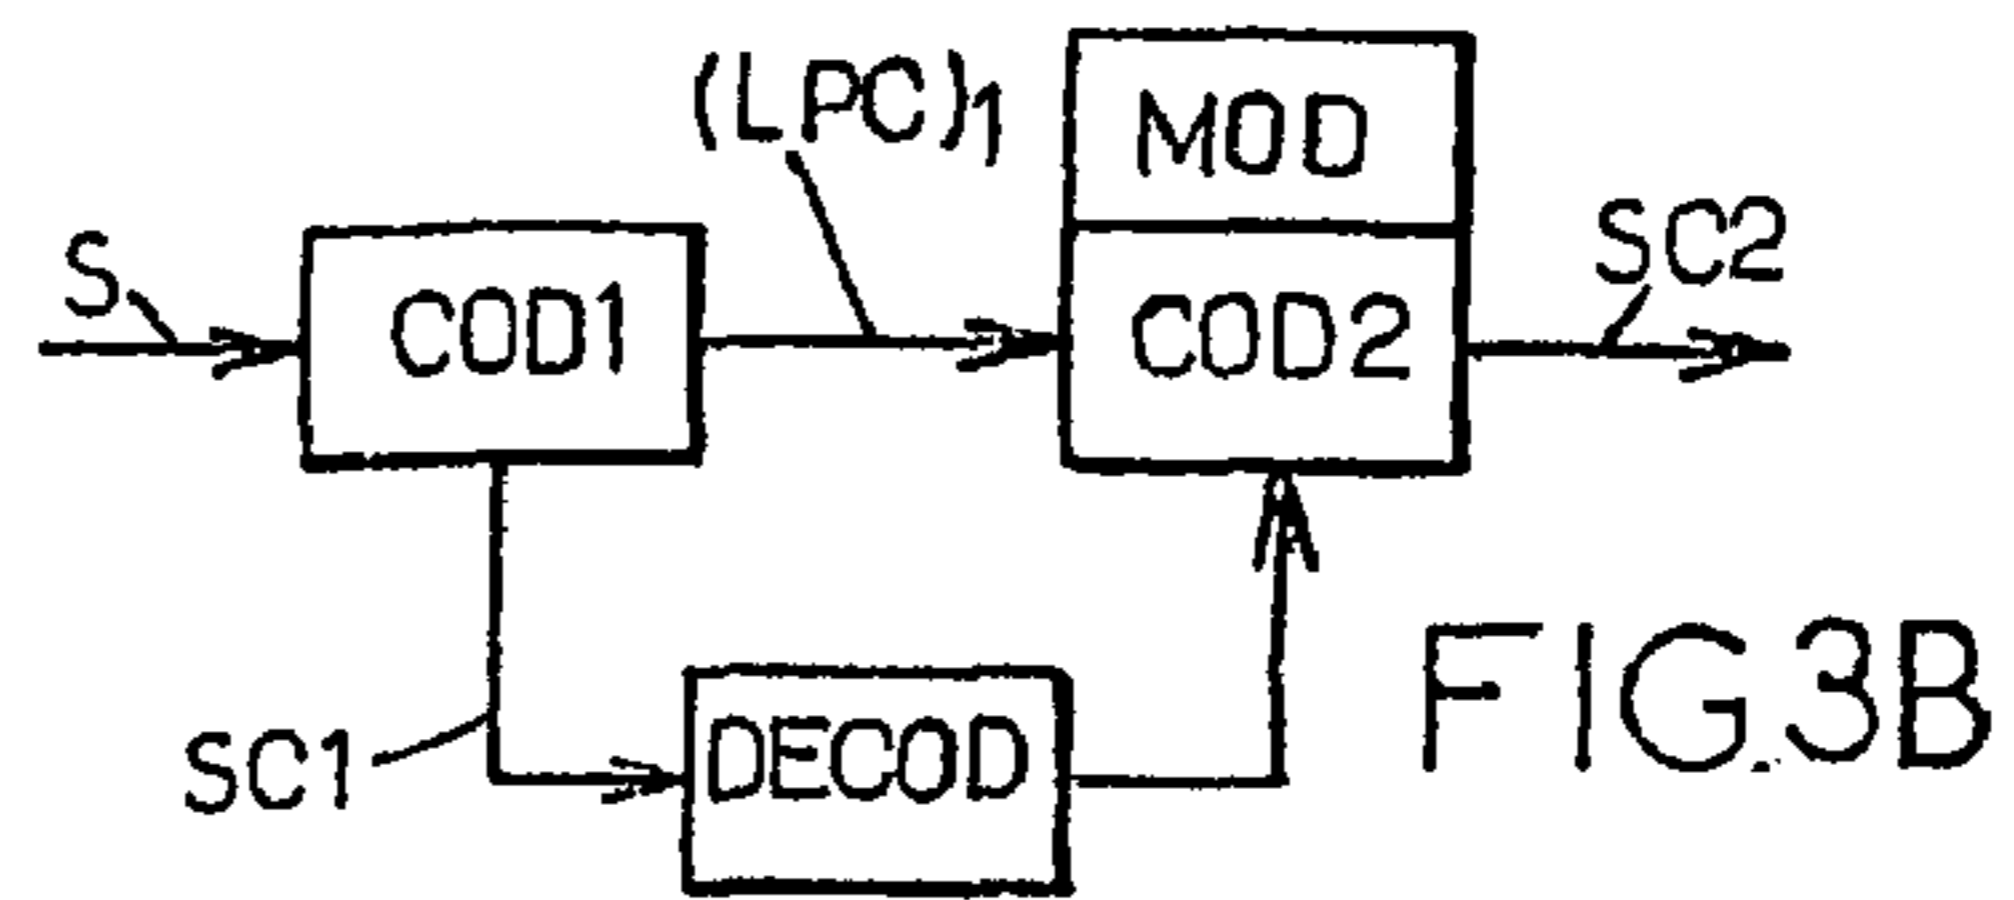 (LPC)1
MOD
S
COD1
COD2
SC2
SC1
DECOD
FIG.3B